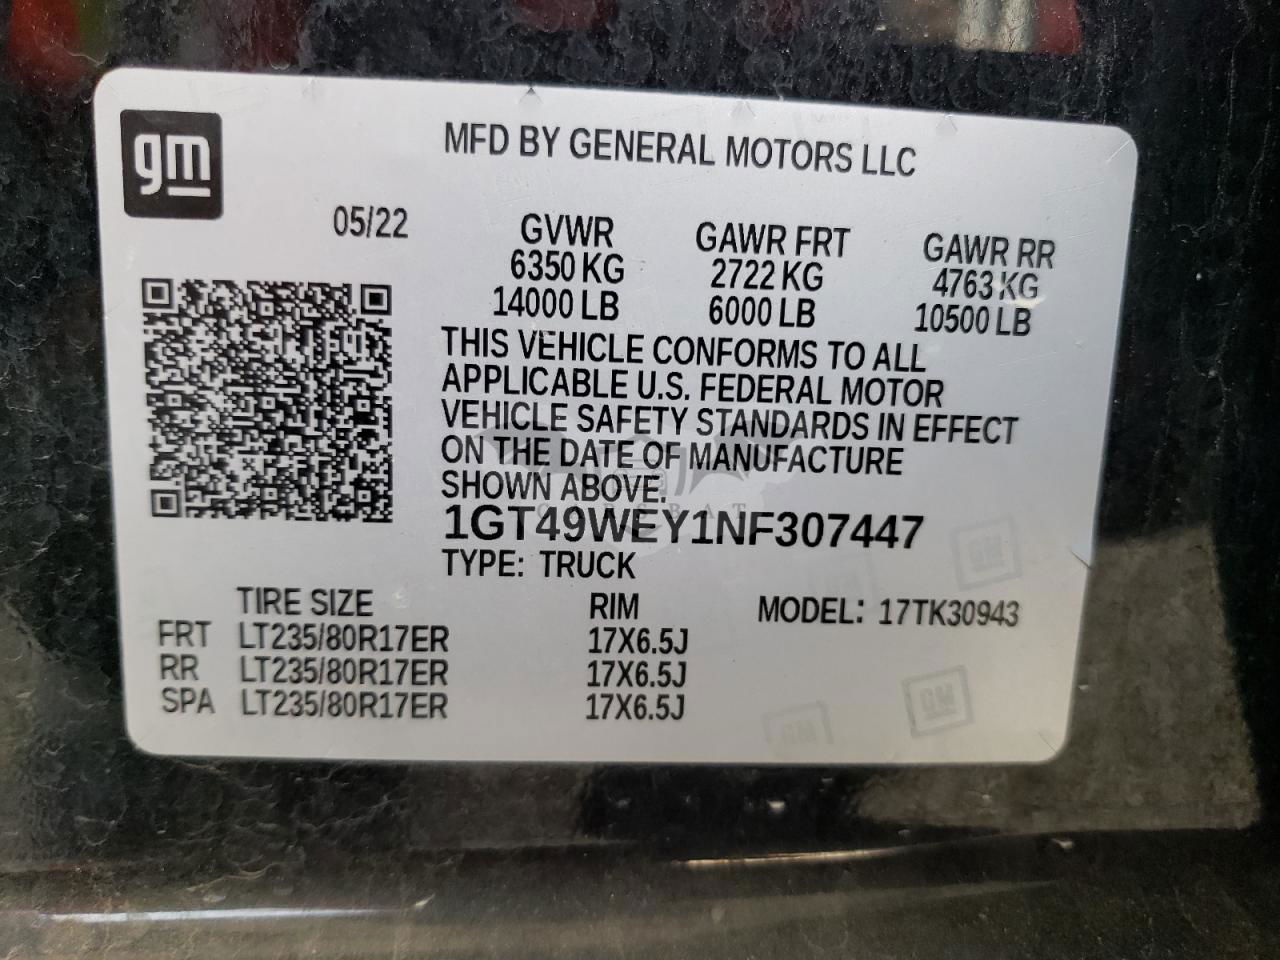 gm
MFD BY GENERAL MOTORS LLC
05/22
GVWR GAWR FRT GAWR RR
6350 KG 2722 KG 4763 KG
14000 LB 6000 LB 10500 LB
THIS VEHICLE CONFORMS TO ALL
APPLICABLE U.S. FEDERAL MOTOR
VEHICLE SAFETY STANDARDS IN EFFECT
ON THE DATE OF MANUFACTURE
SHOWN ABOVE.
1GT49WEY1NF307447
TYPE: TRUCK
TIRE SIZE RIM MODEL: 17TK30943
FRT LT235/80R17ER 17X6.5J
RR LT235/80R17ER 17X6.5J
SPA LT235/80R17ER 17X6.5J
GM
GM
GM